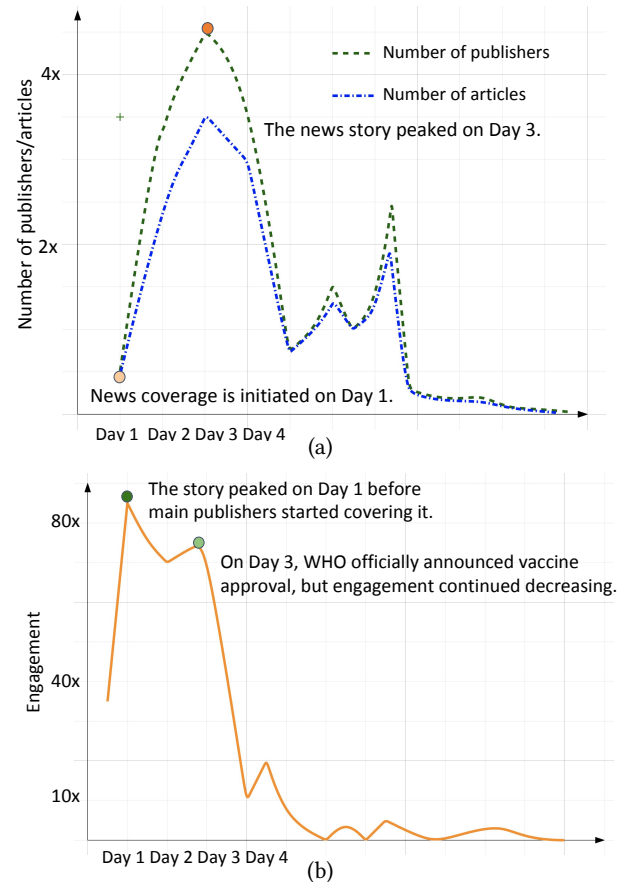 Number of publishers/articles
4x
2x
Number of publishers
Number of articles
The news story peaked on Day 3.
News coverage is initiated on Day 1.
Day 1 Day 2 Day 3 Day 4
(a)
Engagement
80x
40x
10x
The story peaked on Day 1 before
main publishers started covering it.
On Day 3, WHO officially announced vaccine
approval, but engagement continued decreasing.
Day 1 Day 2 Day 3 Day 4
(b)